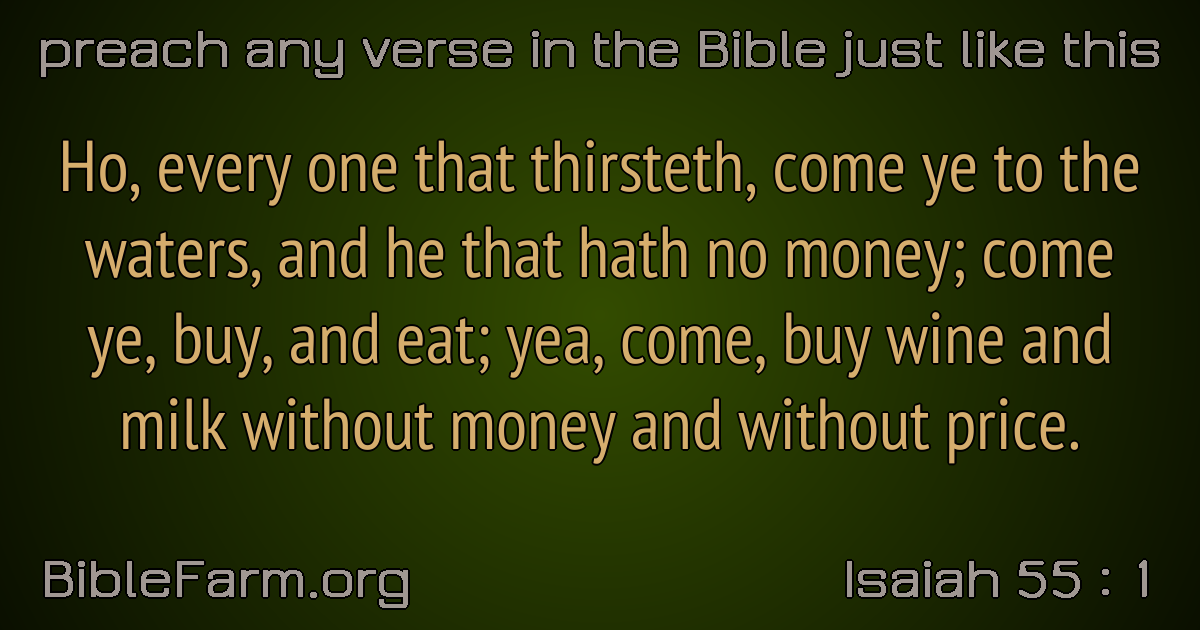 preach any verse in the Bible just like this
Ho, every one that thirsteth, come ye to the
waters, and he that hath no money; come
ye, buy, and eat; yea, come, buy wine and
milk without money and without price.
BibleFarm.org
Isaiah 55 : 1